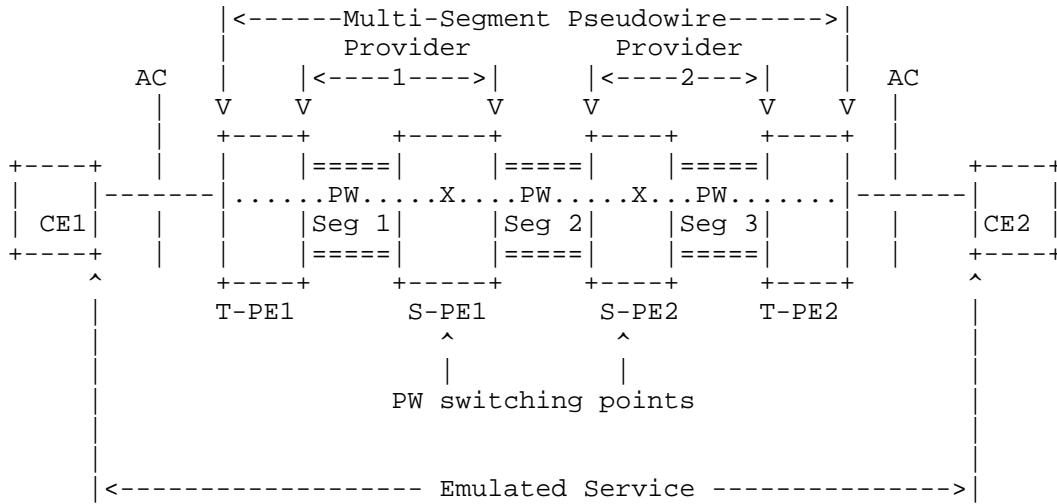 |<------Multi-Segment Pseudowire------>|
Provider Provider
AC |<----1---->| |<----2--->| AC
V V V V V V
|=====| |=====| |=====|
|-------|......PW.....X....PW.....X...PW.......|-------|
CE1 Seg 1 Seg 2 Seg 3 CE2
|=====| |=====| |=====|
T-PE1 S-PE1 S-PE2 T-PE2
PW switching points
|<------------------- Emulated Service --------------->|